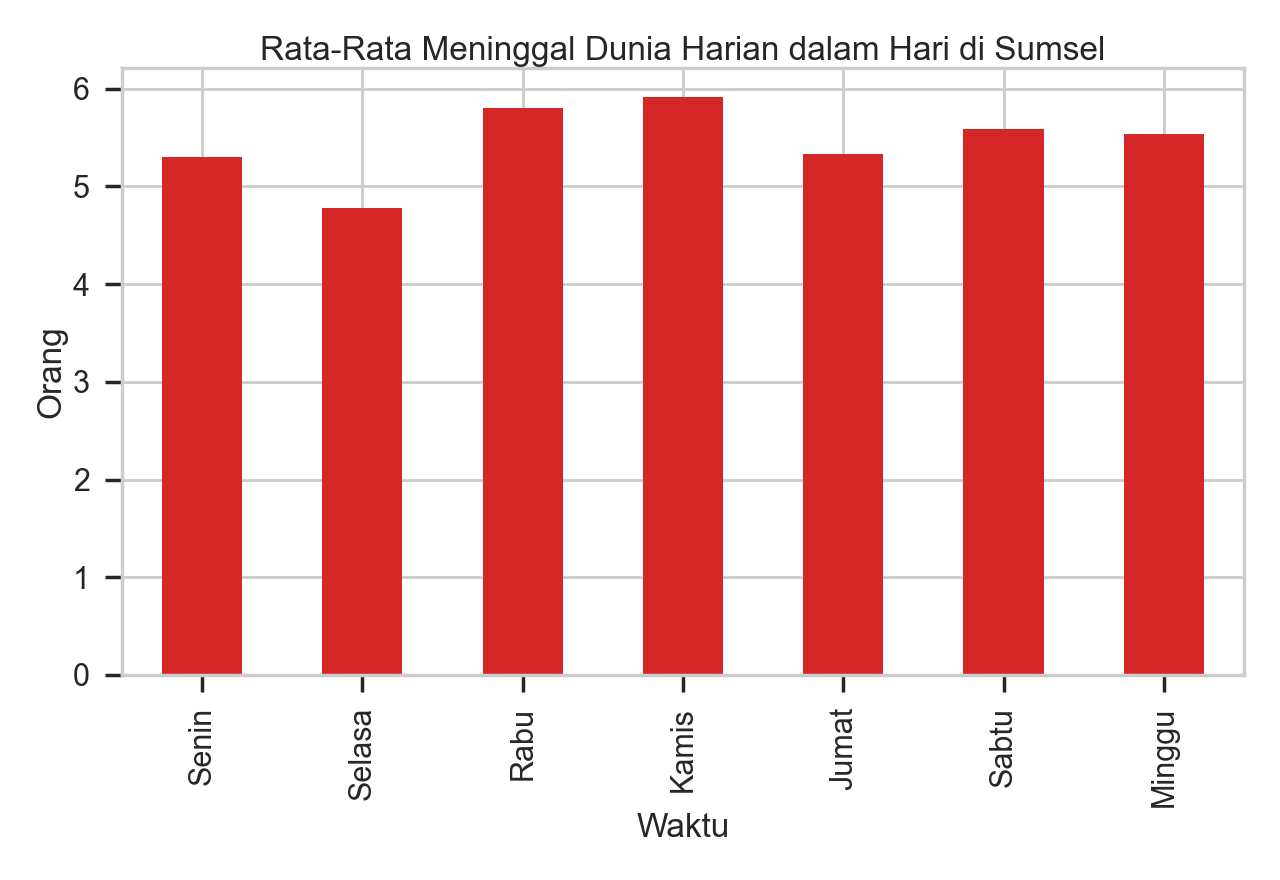 Rata-Rata Meninggal Dunia Harian dalam Hari di Sumsel
6
5
4
3
2
1
0
Orang
Senin
Selasa
Rabu
Kamis
Jumat
Sabtu
Minggu
Waktu